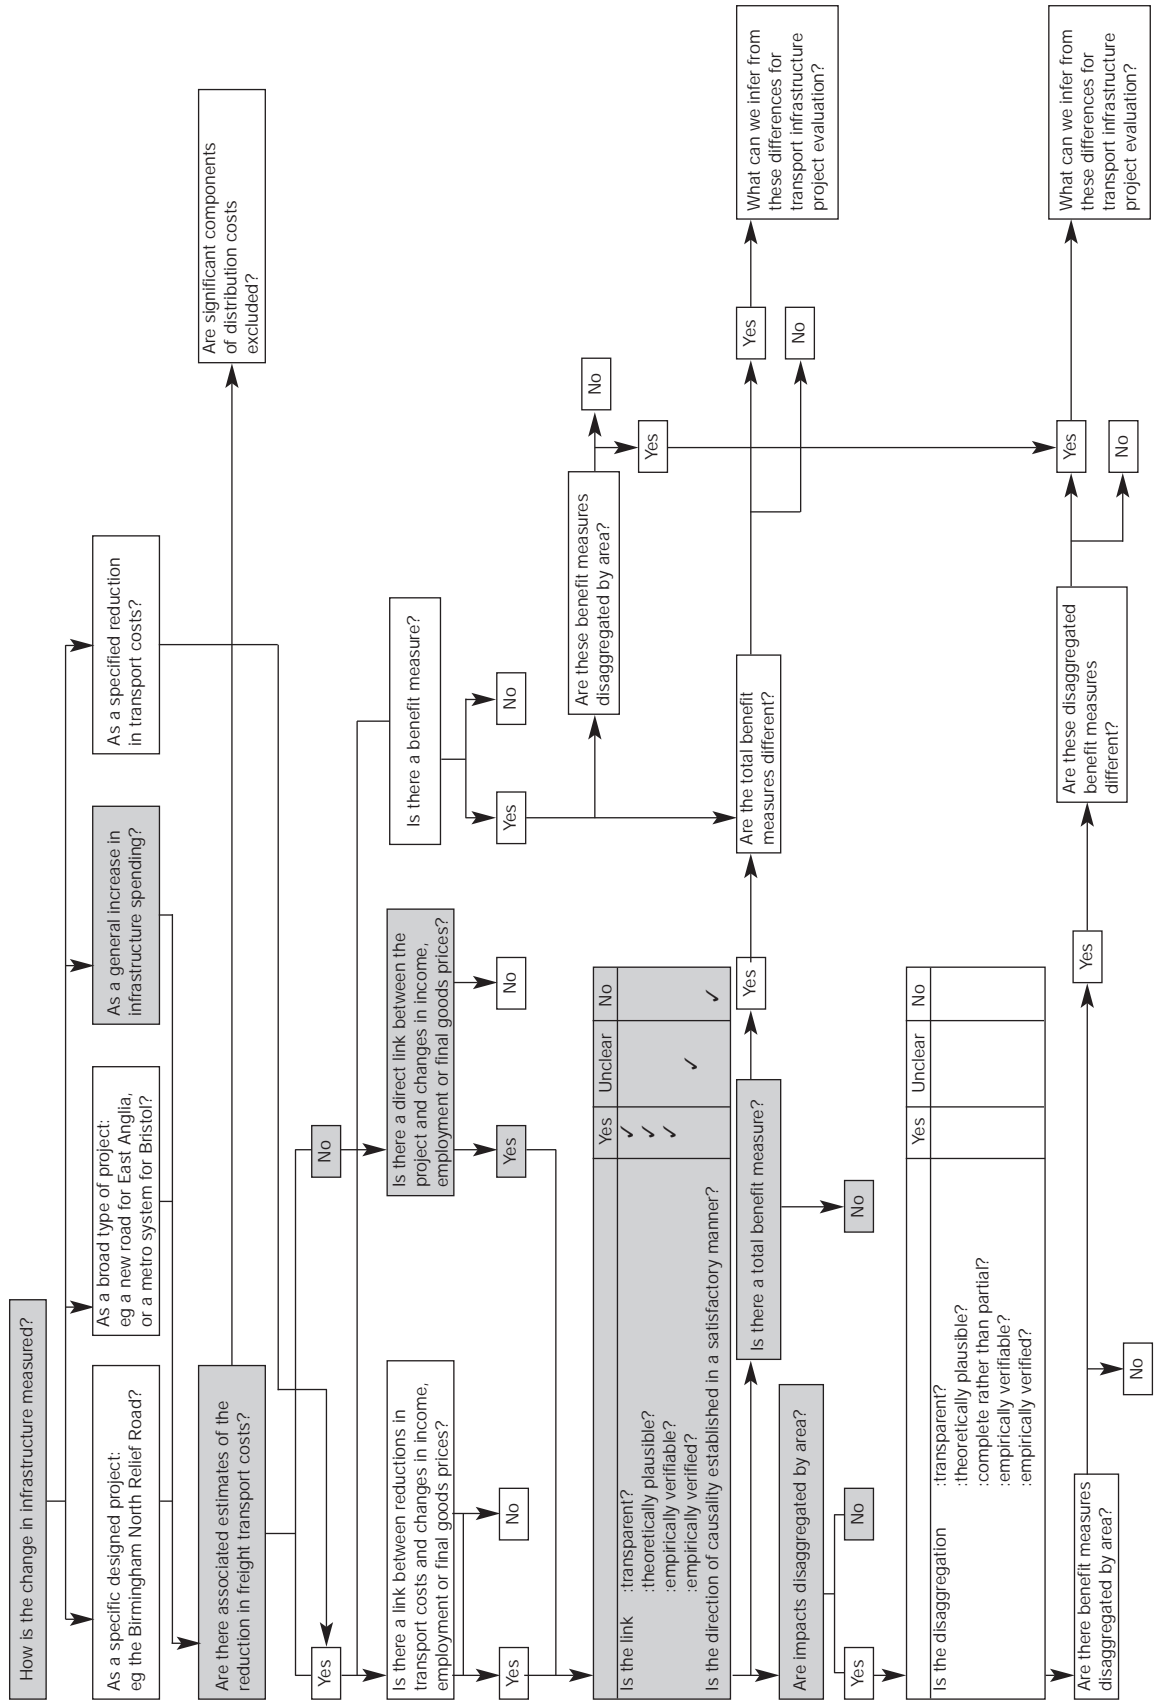 How is the change in infrastructure measured?
As a specific designed project:
eg the Birmingham North Relief Road?
As a broad type of project:
eg a new road for East Anglia,
or a metro system for Bristol?
As a general increase in
infrastructure spending?
As a specified reduction
in transport costs?
Are there associated estimates of the
reduction in freight transport costs?
Are significant components
of distribution costs
excluded?
Yes
No
Is there a link between reductions in
transport costs and changes in income,
employment or final goods prices?
Is there a direct link between the
project and changes in income,
employment or final goods prices?
Is there a benefit measure?
Yes
No
Yes
No
Yes
No
Are these benefit measures
disaggregated by area?
No
Yes
Yes Unclear No
Is the link :transparent? ✓
:theoretically plausible? ✓
:empirically verifiable? ✓
:empirically verified? ✓
Is the direction of causality established in a satisfactory manner? ✓
Is there a total benefit measure?
Yes
Are the total benefit
measures different?
Yes
No
What can we infer from
these differences for
transport infrastructure
project evaluation?
Are impacts disaggregated by area?
No
Yes
No
Yes Unclear No
Is the disaggregation :transparent?
:theoretically plausible?
:complete rather than partial?
:empirically verifiable?
:empirically verified?
Are there benefit measures
disaggregated by area?
No
Yes
Are these disaggregated
benefit measures
different?
Yes
No
What can we infer from
these differences for
transport infrastructure
project evaluation?